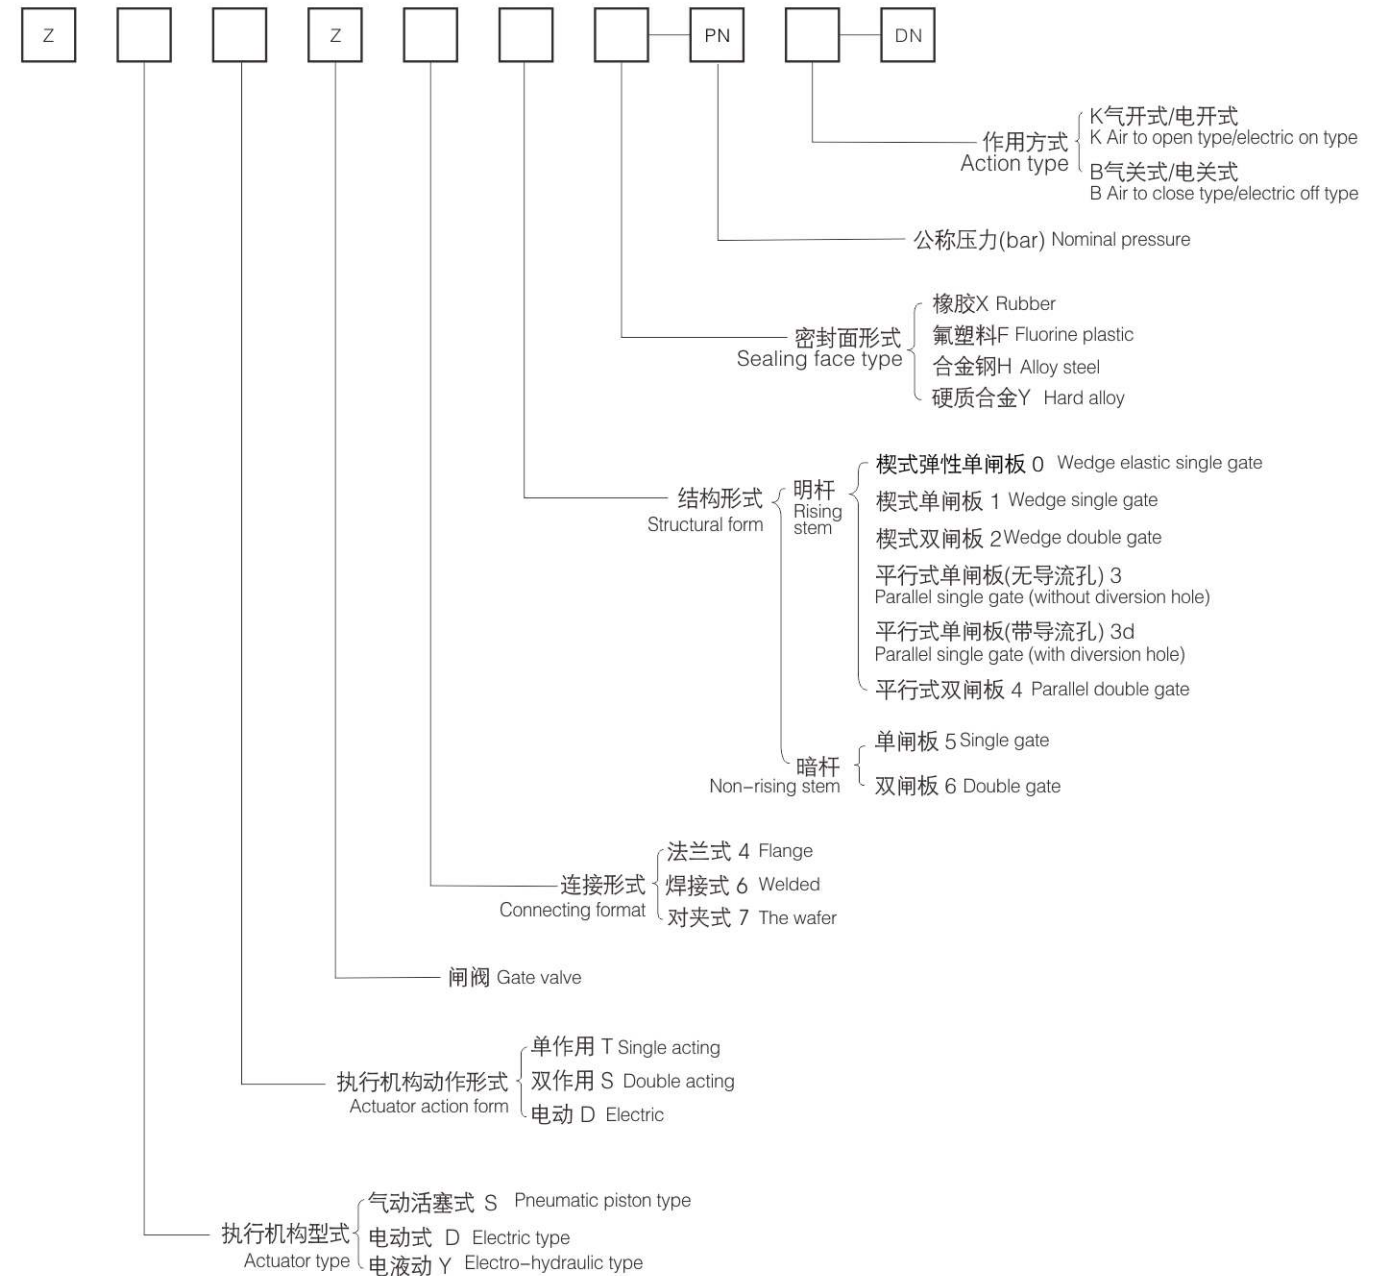 Z Z PN DN
K气开式/电开式
K Air to open type/electric on type
作用方式
Action type
B气关式/电关式
B Air to close type/electric off type
公称压力(bar) Nominal pressure
橡胶X Rubber
氟塑料F Fluorine plastic
密封面形式
Sealing face type
合金钢H Alloy steel
硬质合金Y Hard alloy
结构形式
Structural form
明杆
Rising
stem
楔式弹性单闸板 0 Wedge elastic single gate
楔式单闸板 1 Wedge single gate
楔式双闸板 2 Wedge double gate
平行式单闸板(无导流孔) 3
Parallel single gate (without diversion hole)
平行式单闸板(带导流孔) 3d
Parallel single gate (with diversion hole)
平行式双闸板 4 Parallel double gate
暗杆
Non-rising stem
单闸板 5 Single gate
双闸板 6 Double gate
连接形式
Connecting format
法兰式 4 Flange
焊接式 6 Welded
对夹式 7 The wafer
闸阀 Gate valve
执行机构动作形式
Actuator action form
单作用 T Single acting
双作用 S Double acting
电动 D Electric
执行机构型式
Actuator type
气动活塞式 S Pneumatic piston type
电动式 D Electric type
电液动 Y Electro-hydraulic type